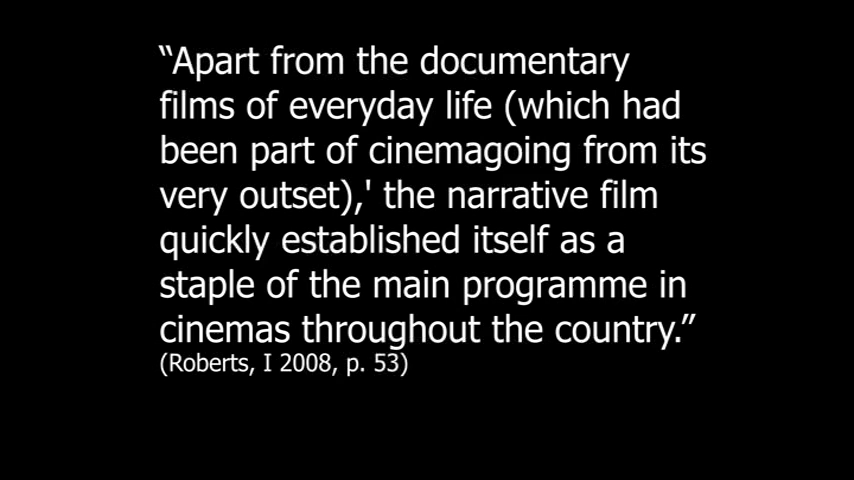 “Apart from the documentary
films of everyday life (which had
been part of cinemagoing from its
very outset),' the narrative film
quickly established itself as a
staple of the main programme in
cinemas throughout the country.”
(Roberts, I 2008, p. 53)